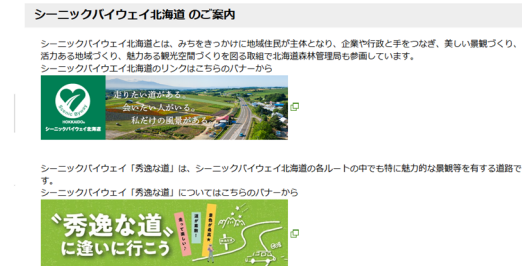 シーニックバイウェイ北海道 のご案内
シーニックバイウェイ北海道とは、みちをきっかけに地域住民が主体となり、企業や行政と手をつなぎ、美しい景観づくり、
活力ある地域づくり、魅力ある観光空間づくりを図る取組で北海道森林管理局も参画しています。
シーニックバイウェイ北海道のリンクはこちらのバナーから
走りたい道がある。
会いたい人がいる。
私だけの風景がある。
Scenic Byway
HOKKAIDO
シーニックバイウェイ北海道
シーニックバイウェイ「秀逸な道」は、シーニックバイウェイ北海道の各ルートの中でも特に魅力的な景観等を有する道路で
す。
シーニックバイウェイ「秀逸な道」についてはこちらのバナーから
“秀逸な道”
に逢いに行こう
走って楽しい!